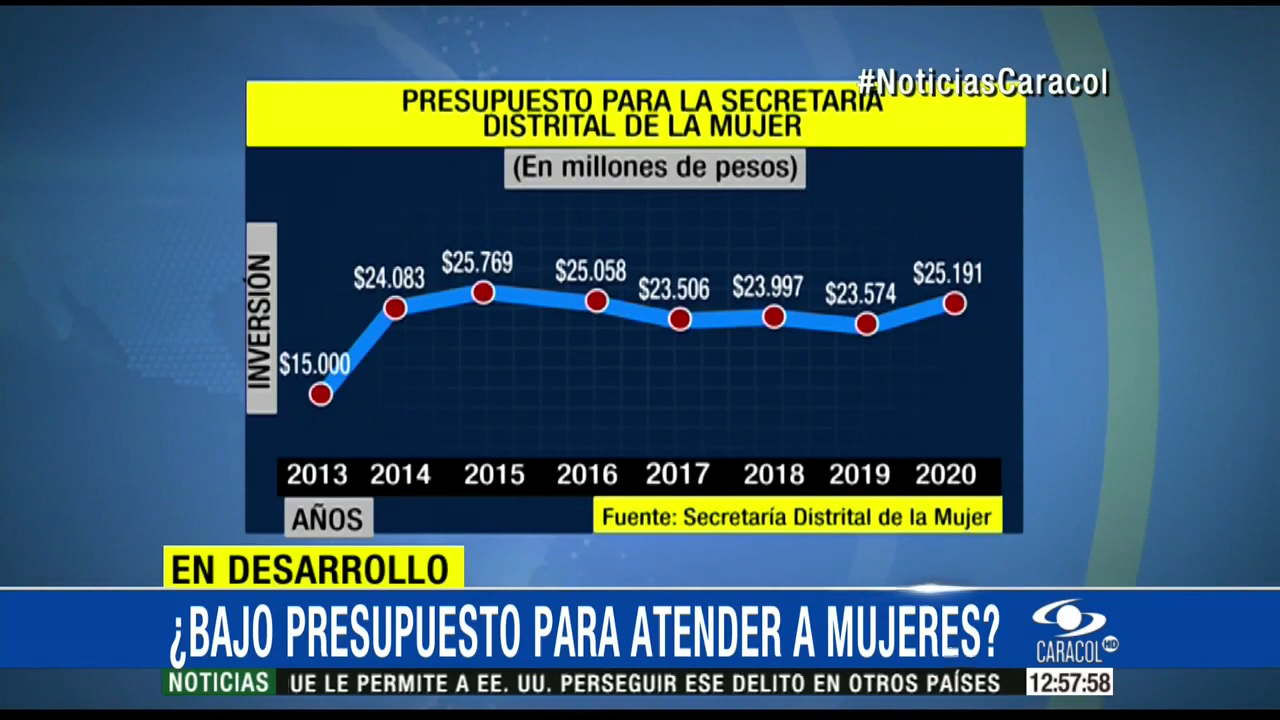 #NoticiasCaracol
PRESUPUESTO PARA LA SECRETARÍA
DISTRITAL DE LA MUJER
(En millones de pesos)
INVERSIÓN
$15.000
$24.083
$25.769
$25.058
$23.506
$23.997
$23.574
$25.191
2013 2014 2015 2016 2017 2018 2019 2020
AÑOS
Fuente: Secretaría Distrital de la Mujer
EN DESARROLLO
¿BAJO PRESUPUESTO PARA ATENDER A MUJERES?
CARACOL HD
NOTICIAS UE LE PERMITE A EE. UU. PERSEGUIR ESE DELITO EN OTROS PAÍSES 12:57:58